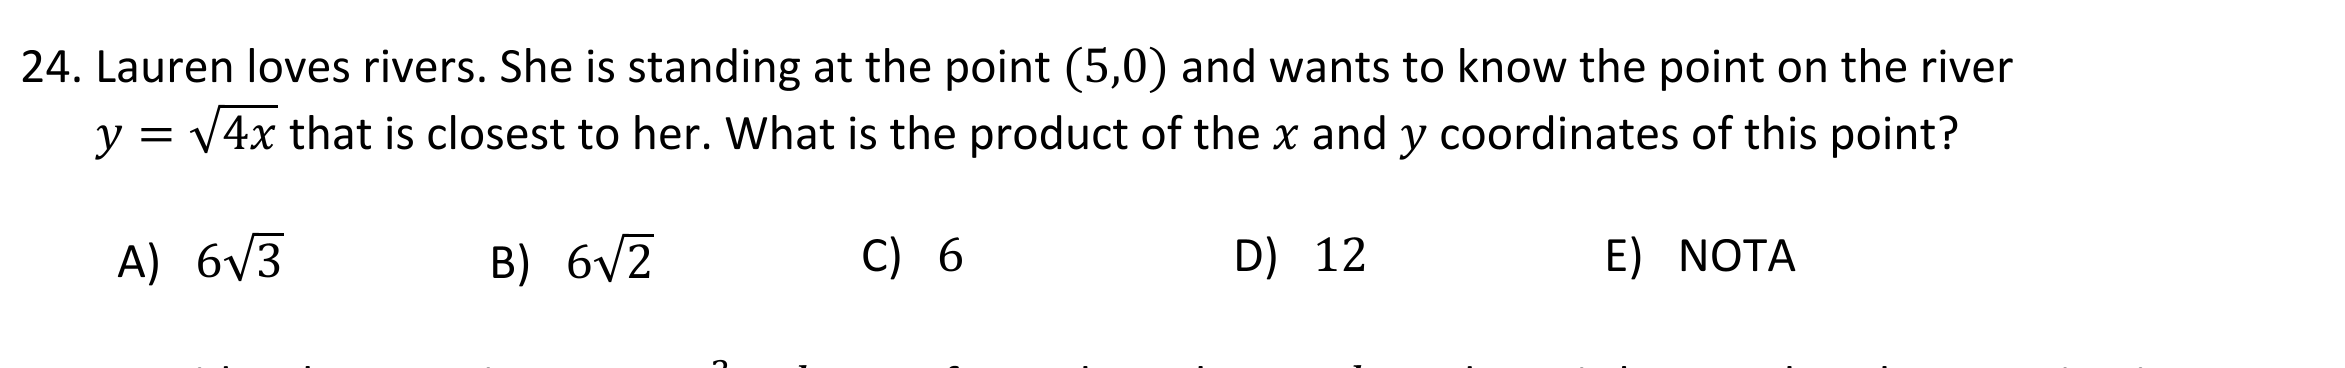 24. Lauren loves rivers. She is standing at the point (5,0) and wants to know the point on the river
y = √4x that is closest to her. What is the product of the x and y coordinates of this point?
A) 6√3 B) 6√2 C) 6 D) 12 E) NOTA